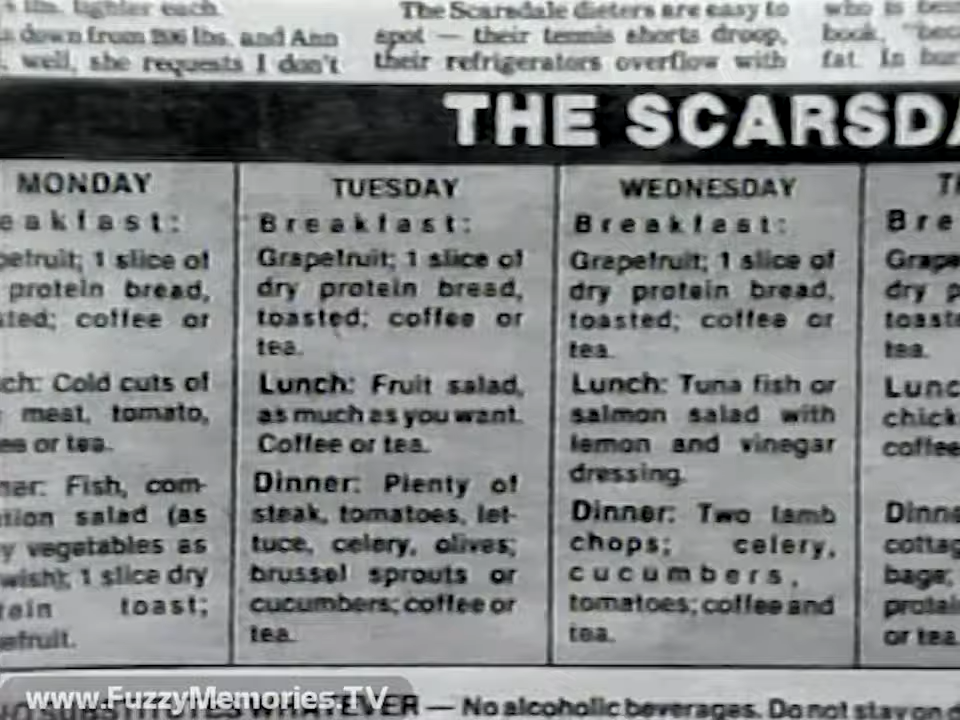 lbs. lighter each.
down from 206 lbs. and Ann
well, she requests I don't
The Scarsdale dieters are easy to
spot — their tennis shorts droop,
their refrigerators overflow with
who is
book,
fat. In
THE SCARSDA
MONDAY
eakfast:
pefruit; 1 slice of
protein bread,
sted; coffee or
ch: Cold cuts of
meat, tomato,
es or tea.
ner: Fish, com-
tion salad (as
y vegetables as
wish); 1 slice dry
tein toast;
efruit.
TUESDAY
Breakfast:
Grapefruit; 1 slice of
dry protein bread,
toasted; coffee or
tea.
Lunch: Fruit salad,
as much as you want.
Coffee or tea.
Dinner: Plenty of
steak, tomatoes, let-
tuce, celery, olives;
brussel sprouts or
cucumbers; coffee or
tea.
WEDNESDAY
Breakfast:
Grapefruit; 1 slice of
dry protein bread,
toasted; coffee or
tea.
Lunch: Tuna fish or
salmon salad with
lemon and vinegar
dressing.
Dinner: Two lamb
chops; celery,
cucumbers,
tomatoes; coffee and
tea.
TH
Bre
Grape
dry p
toaste
tea.
Lunc
chick
coffee
Dinne
cottag
bage;
protei
or tea.
NO SUBSTITUTES WHATEVER — No alcoholic beverages. Do not stay on d
www.FuzzyMemories.TV